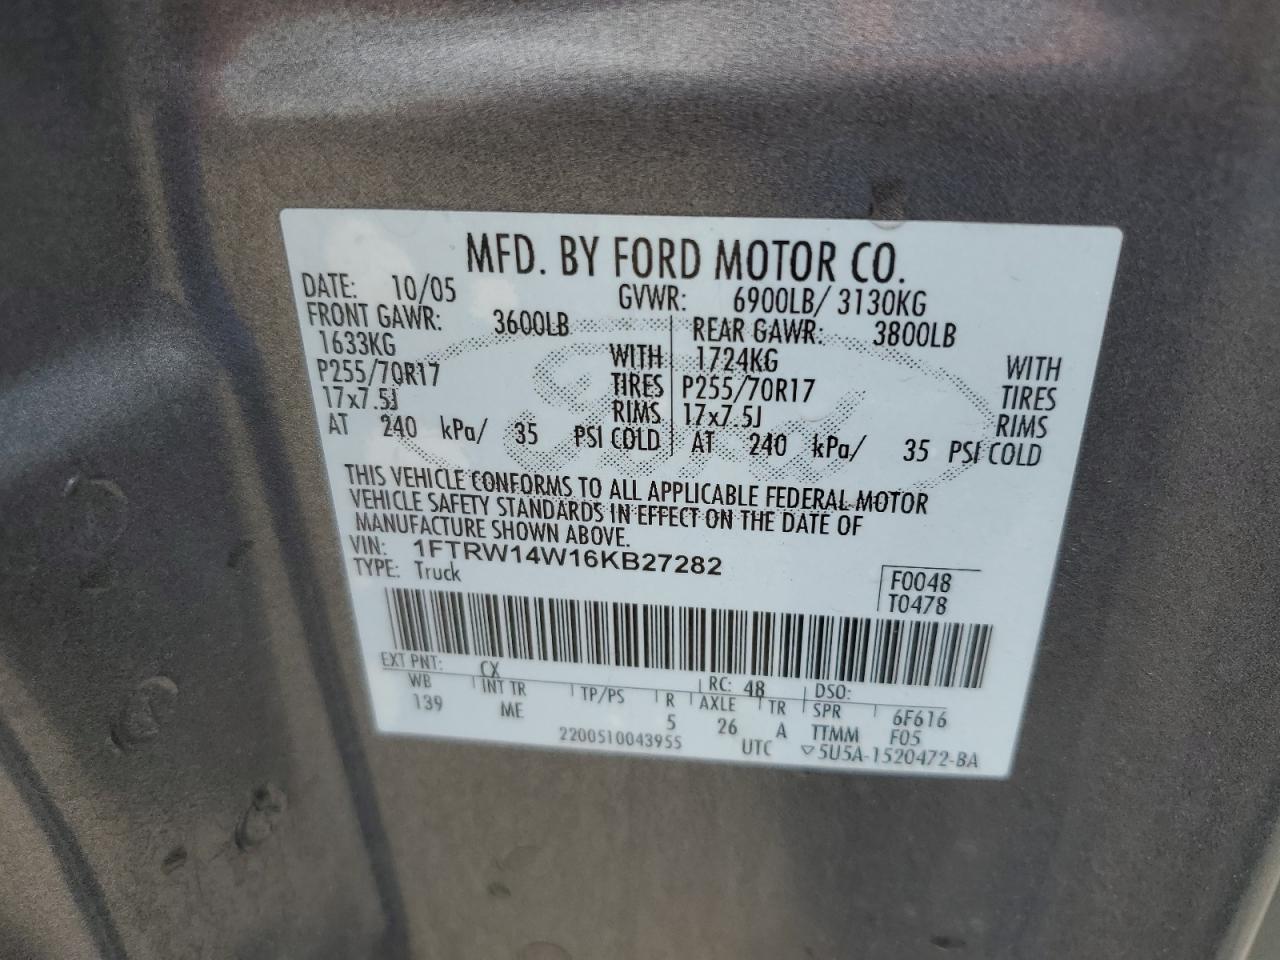 MFD. BY FORD MOTOR CO.
DATE: 10/05 GVWR: 6900LB/ 3130KG
FRONT GAWR: 3600LB REAR GAWR: 3800LB
1633KG WITH 1724KG WITH
P255/70R17 TIRES P255/70R17 TIRES
17x7.5J RIMS 17x7.5J RIMS
AT 240 kPa/ 35 PSI COLD AT 240 kPa/ 35 PSI COLD
THIS VEHICLE CONFORMS TO ALL APPLICABLE FEDERAL MOTOR
VEHICLE SAFETY STANDARDS IN EFFECT ON THE DATE OF
MANUFACTURE SHOWN ABOVE.
VIN: 1FTRW14W16KB27282
TYPE: Truck
F0048
T0478
EXT PNT: CX RC: 48 DSO:
WB INT TR TP/PS R AXLE TR SPR 6F616
139 ME 5 26 A TTMM F05
2200510043955 UTC ▽5U5A-1520472-BA
Ford